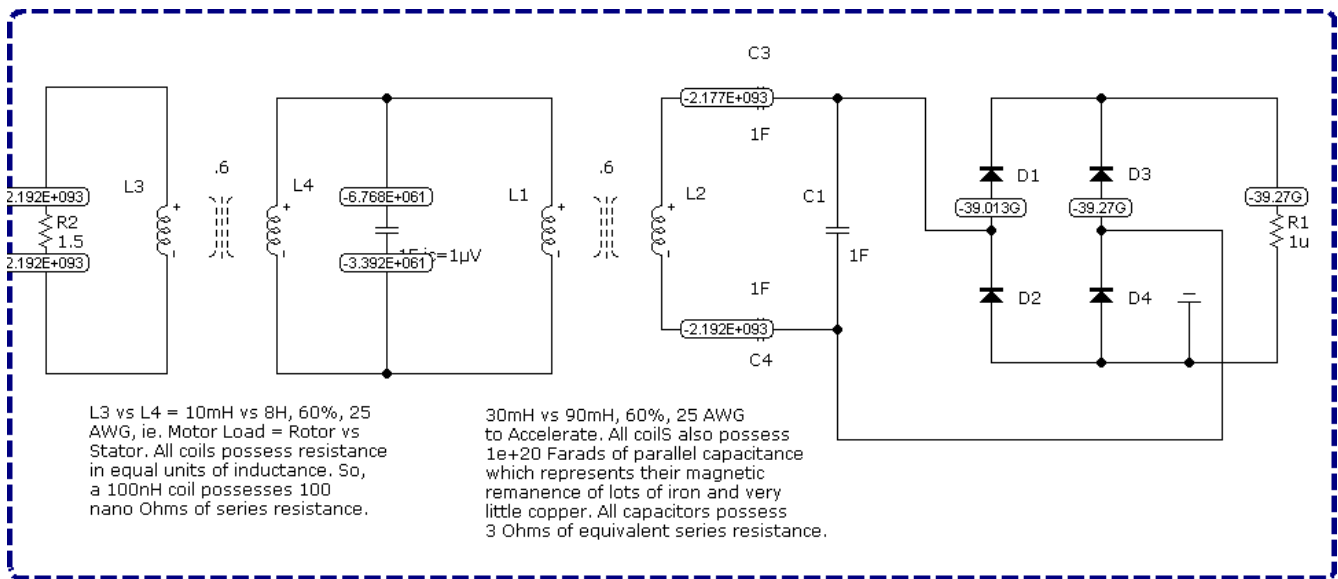 C3
-2.177E+093
1F
.6
.6
L3
L4
L1
L2
2.192E+093
R2
1.5
2.192E+093
-6.768E+061
-3.392E+061
C1
1F
1F
-2.192E+093
C4
D1
D3
-39.013G
-39.27G
-39.27G
R1
1u
D2
D4
L3 vs L4 = 10mH vs 8H, 60%, 25
AWG, ie. Motor Load = Rotor vs
Stator. All coils possess resistance
in equal units of inductance. So,
a 100nH coil possesses 100
nano Ohms of series resistance.
30mH vs 90mH, 60%, 25 AWG
to Accelerate. All coilS also possess
1e+20 Farads of parallel capacitance
which represents their magnetic
remanence of lots of iron and very
little copper. All capacitors possess
3 Ohms of equivalent series resistance.